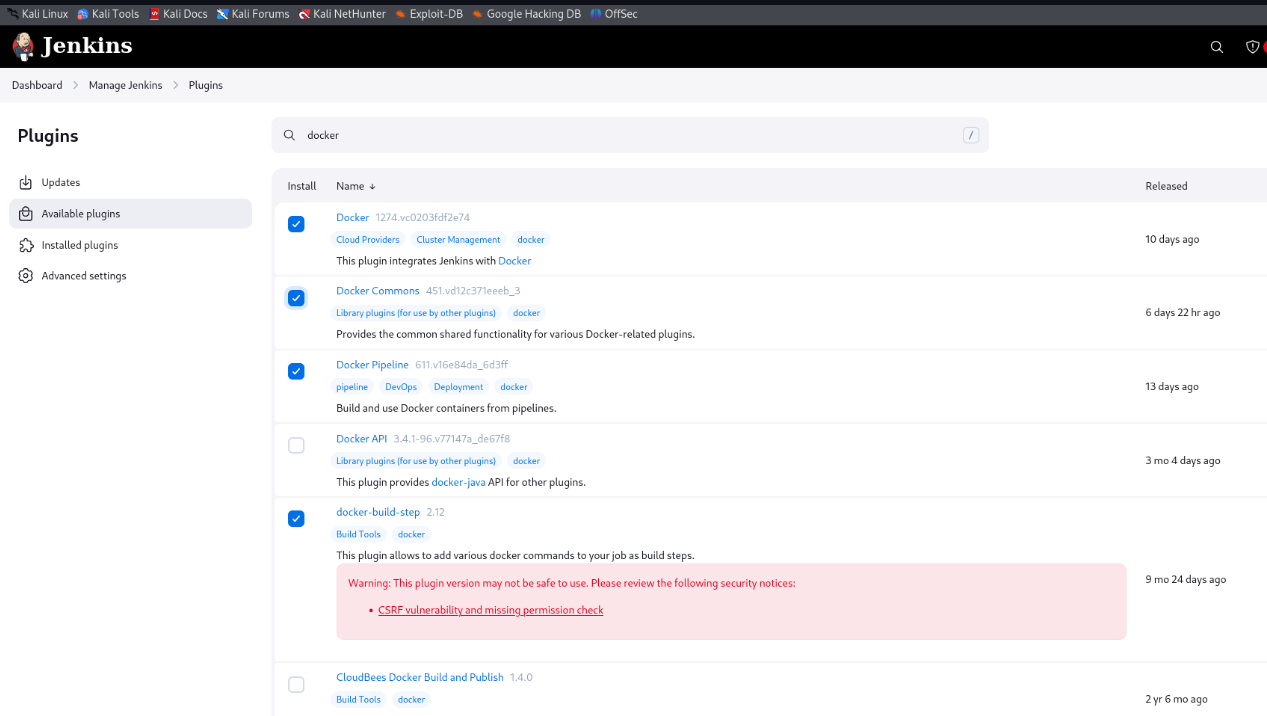 Kali Linux Kali Tools Kali Docs Kali Forums Kali NetHunter Exploit-DB Google Hacking DB OffSec
Jenkins
Dashboard Manage Jenkins Plugins
Plugins
docker /
Updates
Available plugins
Installed plugins
Advanced settings
Install Name ↓ Released
Docker 1274.vc0203fdf2e74
Cloud Providers Cluster Management docker
This plugin integrates Jenkins with Docker
10 days ago
Docker Commons 451.vd12c371eeeb_3
Library plugins (for use by other plugins) docker
Provides the common shared functionality for various Docker-related plugins.
6 days 22 hr ago
Docker Pipeline 611.v16e84da_6d3ff
pipeline DevOps Deployment docker
Build and use Docker containers from pipelines.
13 days ago
Docker API 3.4.1-96.v77147a_de67f8
Library plugins (for use by other plugins) docker
This plugin provides docker-java API for other plugins.
3 mo 4 days ago
docker-build-step 2.12
Build Tools docker
This plugin allows to add various docker commands to your job as build steps.
Warning: This plugin version may not be safe to use. Please review the following security notices:
• CSRF vulnerability and missing permission check
9 mo 24 days ago
CloudBees Docker Build and Publish 1.4.0
Build Tools docker
2 yr 6 mo ago